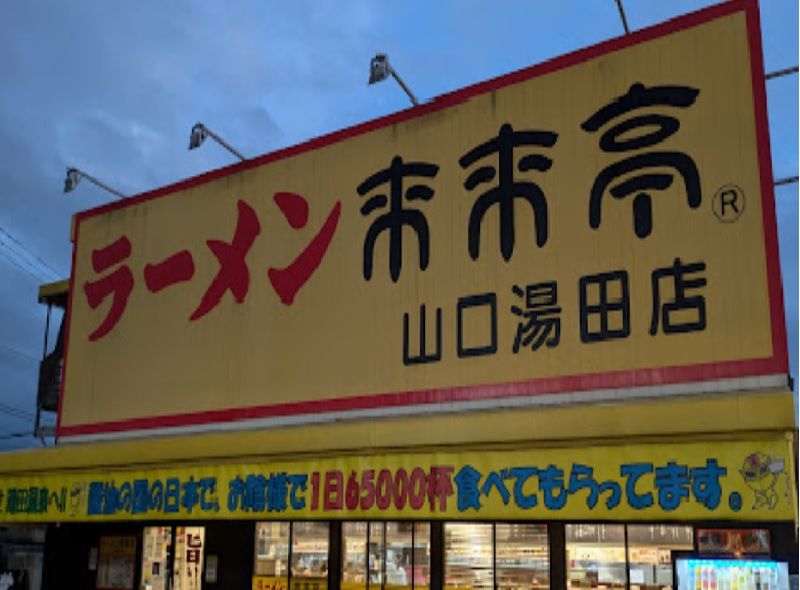 ラーメン 来来亭®
山口湯田店
湯田温泉へ!! 醤油の国の日本で、お陰様で1日65000杯食べてもらってます。
旨い